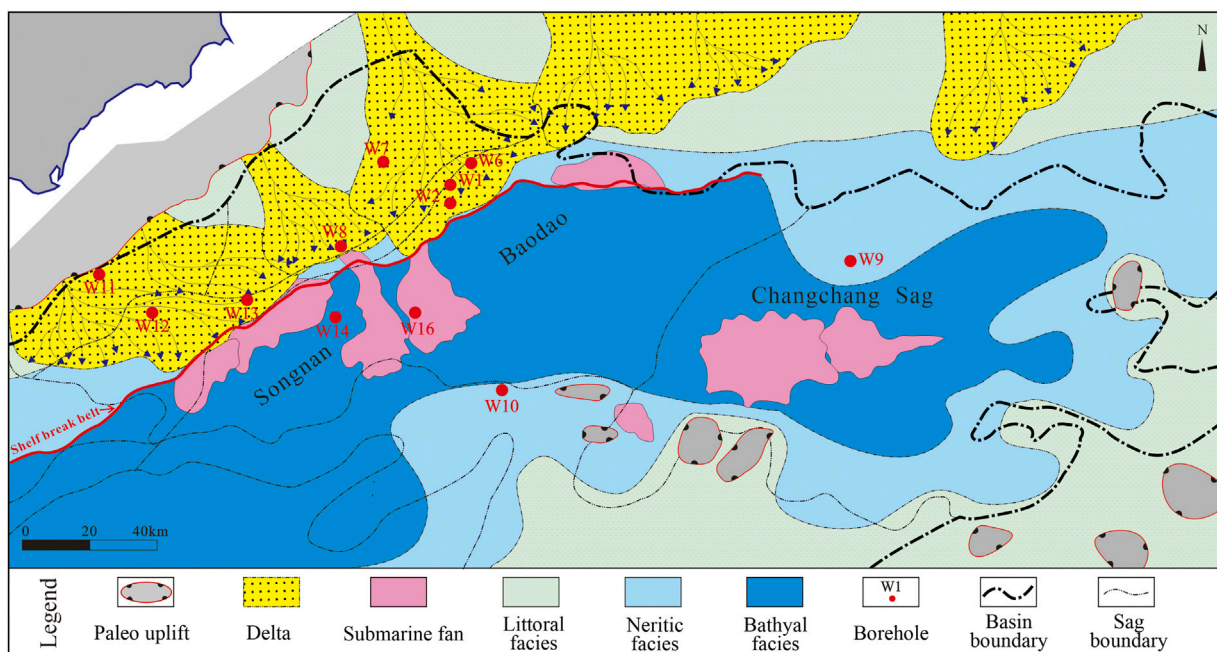 N
W7
W6
W1
W2
W8
Baodao
W9
W11
Changchang Sag
W13
W12
W14
W16
Songnan
W10
Shelf break belt
0 20 40km
Legend
W1
Paleo uplift
Delta
Submarine fan
Littoral
facies
Neritic
facies
Bathyal
facies
Borehole
Basin
boundary
Sag
boundary